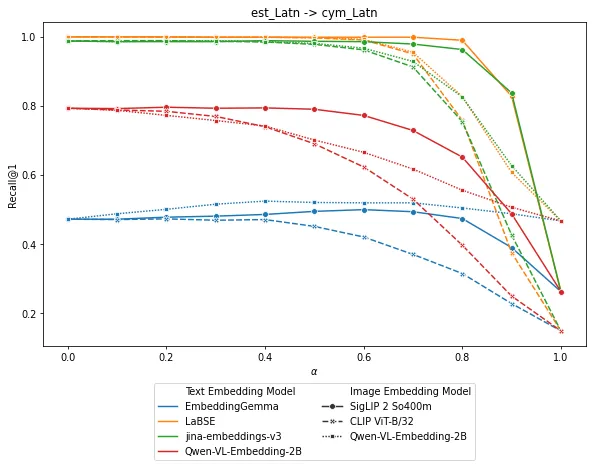 est_Latn -> cym_Latn
1.0
0.8
0.6
0.4
0.2
Recall@1
0.0 0.2 0.4 0.6 0.8 1.0
α
Text Embedding Model Image Embedding Model
EmbeddingGemma SigLIP 2 So400m
LaBSE CLIP ViT-B/32
jina-embeddings-v3 Qwen-VL-Embedding-2B
Qwen-VL-Embedding-2B